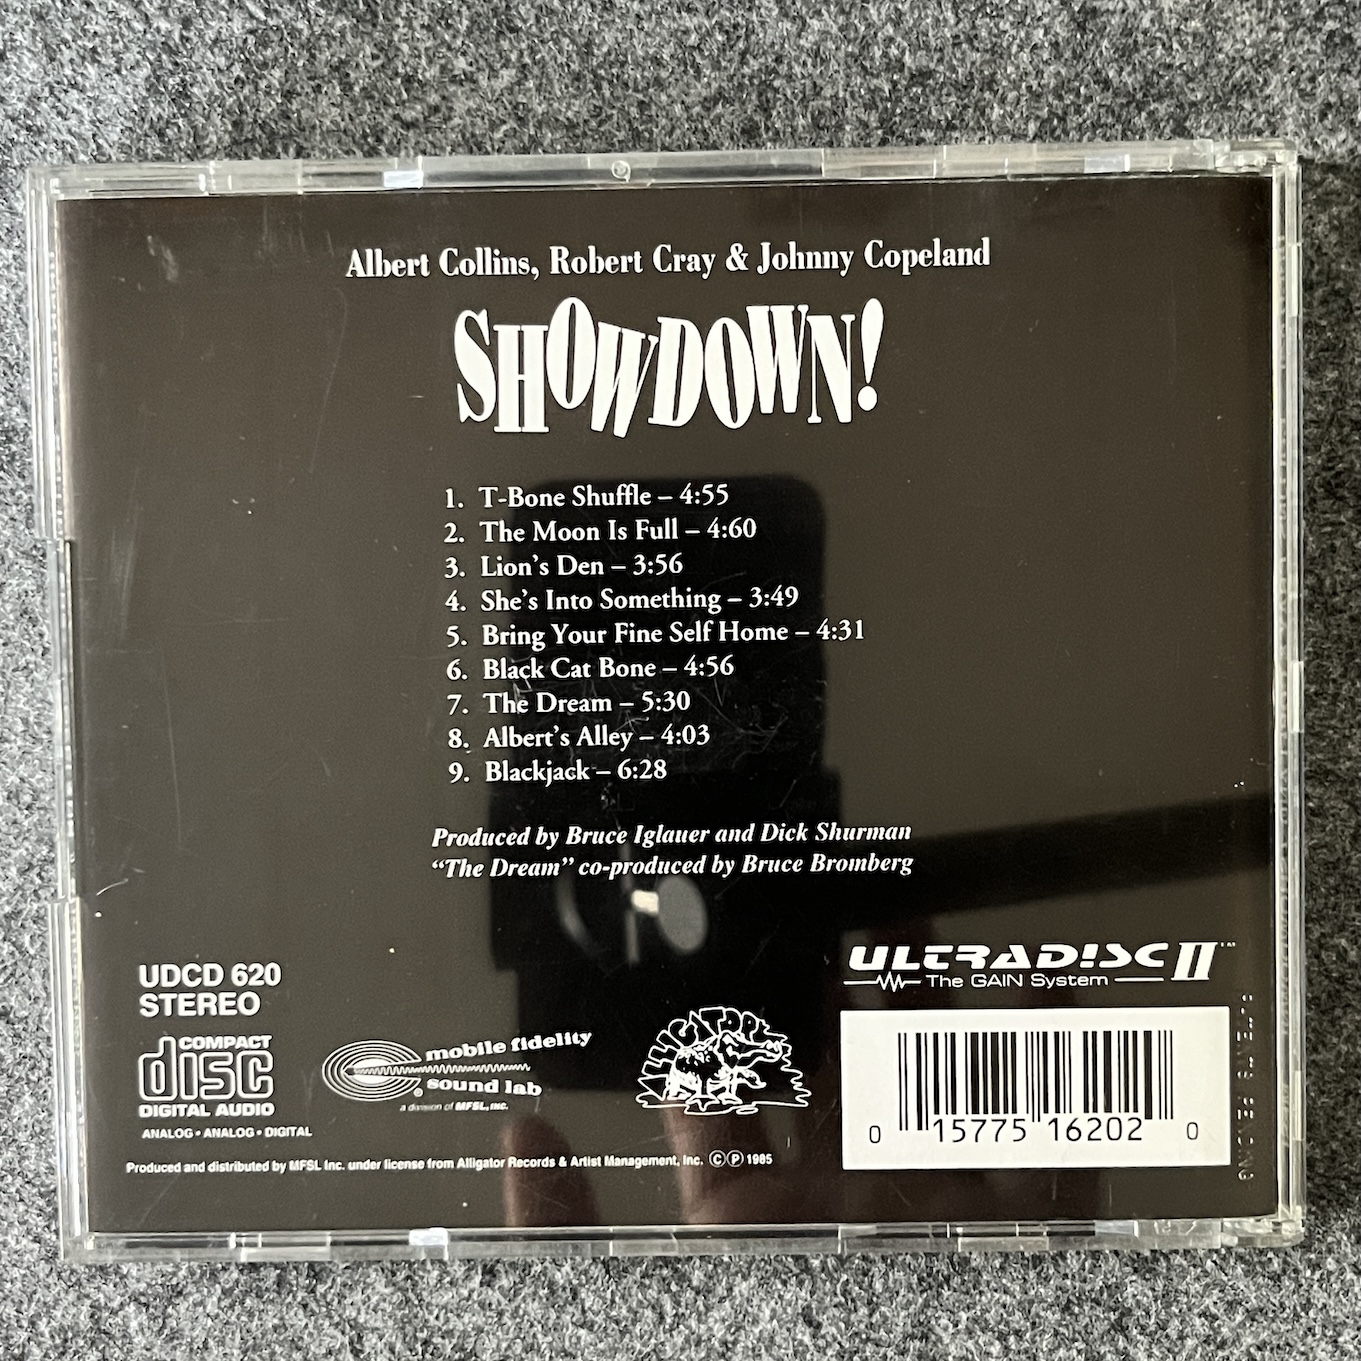 Albert Collins, Robert Cray & Johnny Copeland
SHOWDOWN!
1. T-Bone Shuffle – 4:55
2. The Moon Is Full – 4:60
3. Lion's Den – 3:56
4. She's Into Something – 3:49
5. Bring Your Fine Self Home – 4:31
6. Black Cat Bone – 4:56
7. The Dream – 5:30
8. Albert's Alley – 4:03
9. Blackjack – 6:28
Produced by Bruce Iglauer and Dick Shurman
“The Dream” co-produced by Bruce Bromberg
UDCD 620
STEREO
COMPACT
disc
DIGITAL AUDIO
ANALOG • ANALOG • DIGITAL
mobile fidelity
sound lab
®
a division of MFSL, INC.
ALLIGATOR
ULTRADISC II™
The GAIN System
0 15775 16202 0
Produced and distributed by MFSL Inc. under license from Alligator Records & Artist Management, Inc. ©℗ 1985